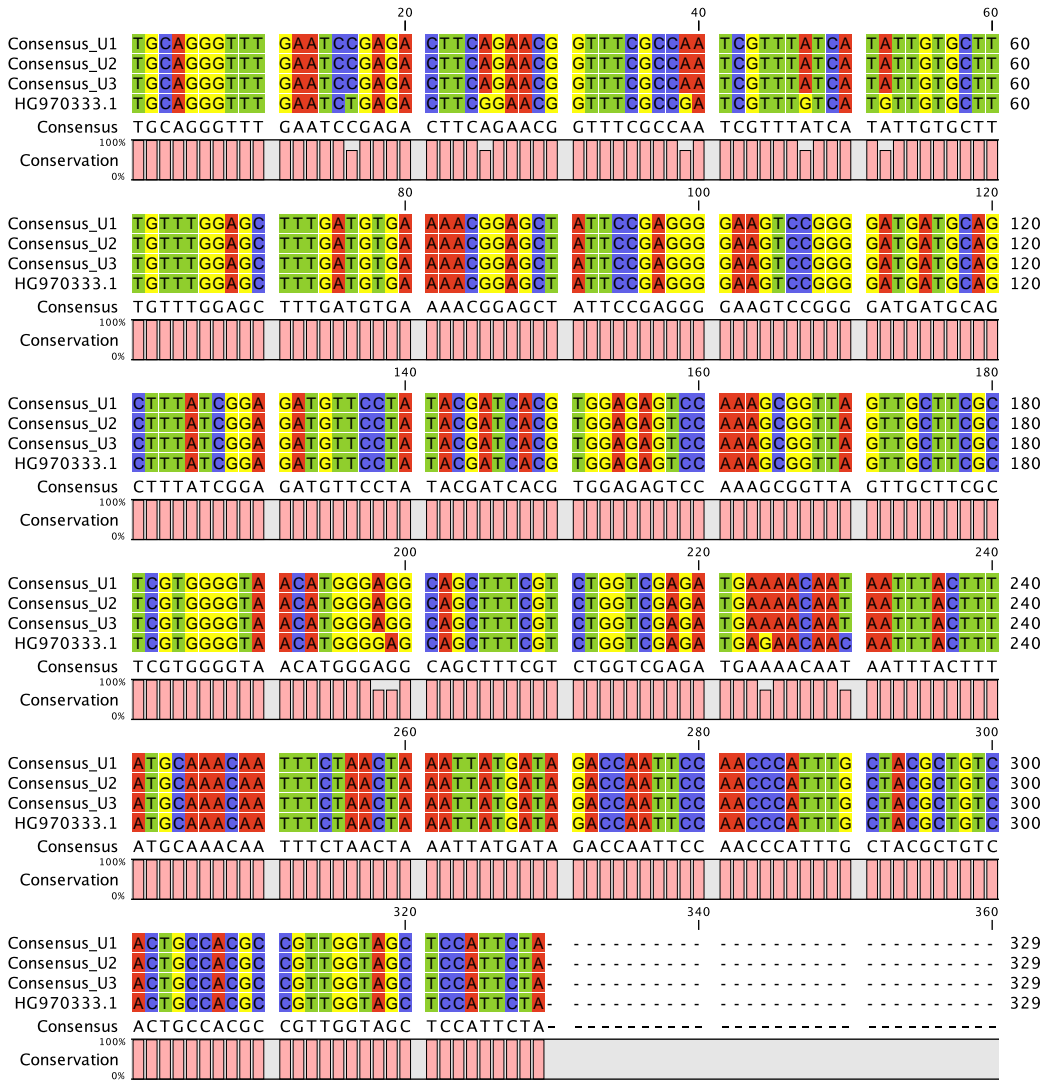 20 40 60
Consensus_U1 TGCAGGGTTT GAATCCGAGA CTTCAGAACG GTTTCGCCAA TCGTTTATCA TATTGTGCTT 60
Consensus_U2 TGCAGGGTTT GAATCCGAGA CTTCAGAACG GTTTCGCCAA TCGTTTATCA TATTGTGCTT 60
Consensus_U3 TGCAGGGTTT GAATCCGAGA CTTCAGAACG GTTTCGCCAA TCGTTTATCA TATTGTGCTT 60
HG970333.1 TGCAGGGTTT GAATCTGAGA CTTCGGAACG GTTTCGCCGA TCGTTTGTCA TGTTGTGCTT 60
Consensus TGCAGGGTTT GAATCCGAGA CTTCAGAACG GTTTCGCCAA TCGTTTATCA TATTGTGCTT
100%
Conservation
0%
80 100 120
Consensus_U1 TGTTTGGAGC TTTGATGTGA AAACGGAGCT ATTCCGAGGG GAAGTCCGGG GATGATGCAG 120
Consensus_U2 TGTTTGGAGC TTTGATGTGA AAACGGAGCT ATTCCGAGGG GAAGTCCGGG GATGATGCAG 120
Consensus_U3 TGTTTGGAGC TTTGATGTGA AAACGGAGCT ATTCCGAGGG GAAGTCCGGG GATGATGCAG 120
HG970333.1 TGTTTGGAGC TTTGATGTGA AAACGGAGCT ATTCCGAGGG GAAGTCCGGG GATGATGCAG 120
Consensus TGTTTGGAGC TTTGATGTGA AAACGGAGCT ATTCCGAGGG GAAGTCCGGG GATGATGCAG
100%
Conservation
0%
140 160 180
Consensus_U1 CTTTATCGGA GATGTTCCTA TACGATCACG TGGAGAGTCC AAAGCGGTTA GTTGCTTCGC 180
Consensus_U2 CTTTATCGGA GATGTTCCTA TACGATCACG TGGAGAGTCC AAAGCGGTTA GTTGCTTCGC 180
Consensus_U3 CTTTATCGGA GATGTTCCTA TACGATCACG TGGAGAGTCC AAAGCGGTTA GTTGCTTCGC 180
HG970333.1 CTTTATCGGA GATGTTCCTA TACGATCACG TGGAGAGTCC AAAGCGGTTA GTTGCTTCGC 180
Consensus CTTTATCGGA GATGTTCCTA TACGATCACG TGGAGAGTCC AAAGCGGTTA GTTGCTTCGC
100%
Conservation
0%
200 220 240
Consensus_U1 TCGTGGGGTA ACATGGGAGG CAGCTTTCGT CTGGTCGAGA TGAAAACAAT AATTTACTTT 240
Consensus_U2 TCGTGGGGTA ACATGGGAGG CAGCTTTCGT CTGGTCGAGA TGAAAACAAT AATTTACTTT 240
Consensus_U3 TCGTGGGGTA ACATGGGAGG CAGCTTTCGT CTGGTCGAGA TGAAAACAAT AATTTACTTT 240
HG970333.1 TCGTGGGGTA ACATGGGGAG CAGCTTTCGT CTGGTCGAGA TGAGAACAAC AATTTACTTT 240
Consensus TCGTGGGGTA ACATGGGAGG CAGCTTTCGT CTGGTCGAGA TGAAAACAAT AATTTACTTT
100%
Conservation
0%
260 280 300
Consensus_U1 ATGCAAACAA TTTCTAACTA AATTATGATA GACCAATTCC AACCCATTTG CTACGCTGTC 300
Consensus_U2 ATGCAAACAA TTTCTAACTA AATTATGATA GACCAATTCC AACCCATTTG CTACGCTGTC 300
Consensus_U3 ATGCAAACAA TTTCTAACTA AATTATGATA GACCAATTCC AACCCATTTG CTACGCTGTC 300
HG970333.1 ATGCAAACAA TTTCTAACTA AATTATGATA GACCAATTCC AACCCATTTG CTACGCTGTC 300
Consensus ATGCAAACAA TTTCTAACTA AATTATGATA GACCAATTCC AACCCATTTG CTACGCTGTC
100%
Conservation
0%
320 340 360
Consensus_U1 ACTGCCACGC CGTTGGTAGC TCCATTCTA- ---------- ---------- ---------- 329
Consensus_U2 ACTGCCACGC CGTTGGTAGC TCCATTCTA- ---------- ---------- ---------- 329
Consensus_U3 ACTGCCACGC CGTTGGTAGC TCCATTCTA- ---------- ---------- ---------- 329
HG970333.1 ACTGCCACGC CGTTGGTAGC TCCATTCTA- ---------- ---------- ---------- 329
Consensus ACTGCCACGC CGTTGGTAGC TCCATTCTA- ---------- ---------- ----------
100%
Conservation
0%